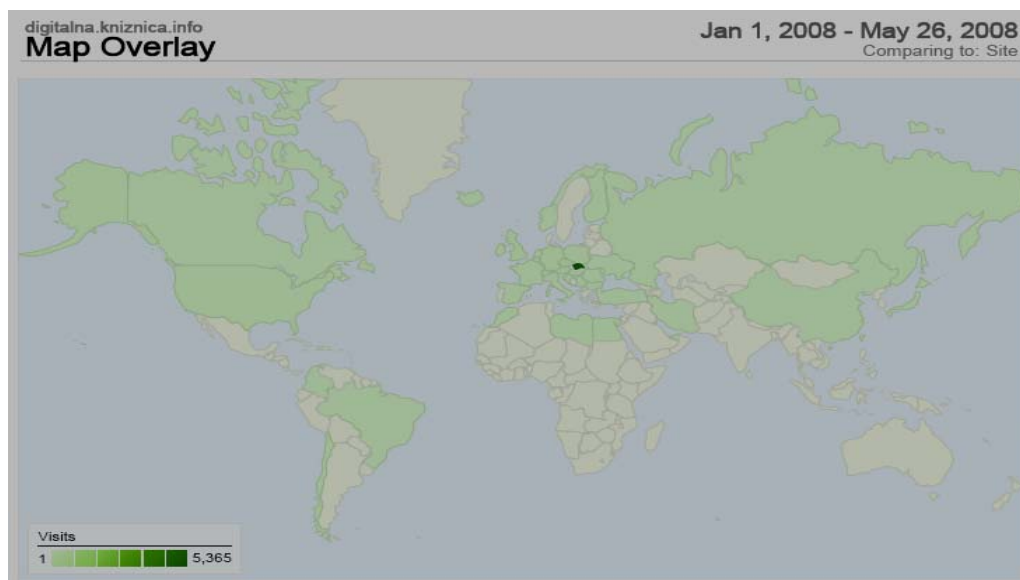 digitalna.kniznica.info
Map Overlay
Jan 1, 2008 - May 26, 2008
Comparing to: Site
Visits
1 5,365